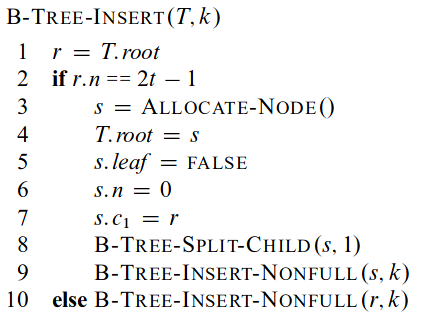 B-TREE-INSERT(T, k)
1 r = T.root
2 if r.n == 2t − 1
3 s = ALLOCATE-NODE()
4 T.root = s
5 s.leaf = FALSE
6 s.n = 0
7 s.c₁ = r
8 B-TREE-SPLIT-CHILD(s, 1)
9 B-TREE-INSERT-NONFULL(s, k)
10 else B-TREE-INSERT-NONFULL(r, k)